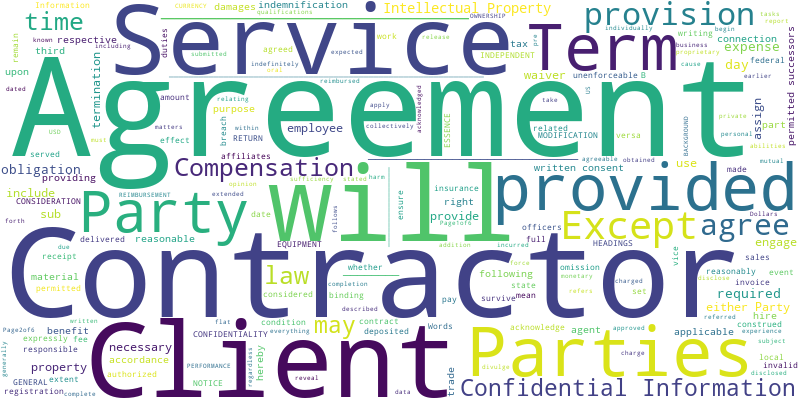 Information
CURRENCY
damages
indemnification
qualifications
Intellectual Property
OWNERSHIP
individually
tasks
report
time
duties
Service
provision
known
respective
including
third
remain
upon
dated
termination
submitted
agreed
expected
indefinitely
oral
work
release
INDEPENDENT
tax
pre
Term
writing
begin
connection
business
proprietary
expense
cause
federal
day
earlier
permitted successors
waiver
unenforceable
B
US
Agreement
reimbursed
amount
relating
purpose
USD
matters
effect
must
served
breach
within
RETURN
employee
apply
collectively
acknowledged
ESSENCE
related
MODIFICATION
take
versa
BACKGROUND
private
personal
assign
part
abilities
obligation
providing
Compensation
affiliates
sufficiency
opinion
stated
harm
agreeable
obtained
written consent
use
made
mutual
CONSIDERATION
include
REIMBURSEMENT
extended
will
insurance
right
provide
Page1of6
ensure
follows
provided
sub
forth
Party
date
addition
incurred
officers
full
Except
agree
Dollars
engage
due
receipt
delivered
reasonable
EQUIPMENT
HEADINGS
vice
sales
Contractor
material
permitted
law
considered
whether
completion
binding
described
following
state
mean
force
omission
monetary
refers
charged
set
reasonably
disclose
invoice
required
event
hire
written
Page2of6
benefit
expressly
fee
responsible
flat
everything
condition
contract
deposited
pay
Words
survive
acknowledge
agent
approved
charge
applicable
either Party
referred
construed
experience
subject
generally
property
GENERAL
extent
registration
complete
necessary
accordance
authorized
CONFIDENTIALITY
PERFORMANCE
NOTICE
regardless
hereby
reveal
may
data
trade
divulge
local
invalid
disclosed
Client
Parties
Confidential Information